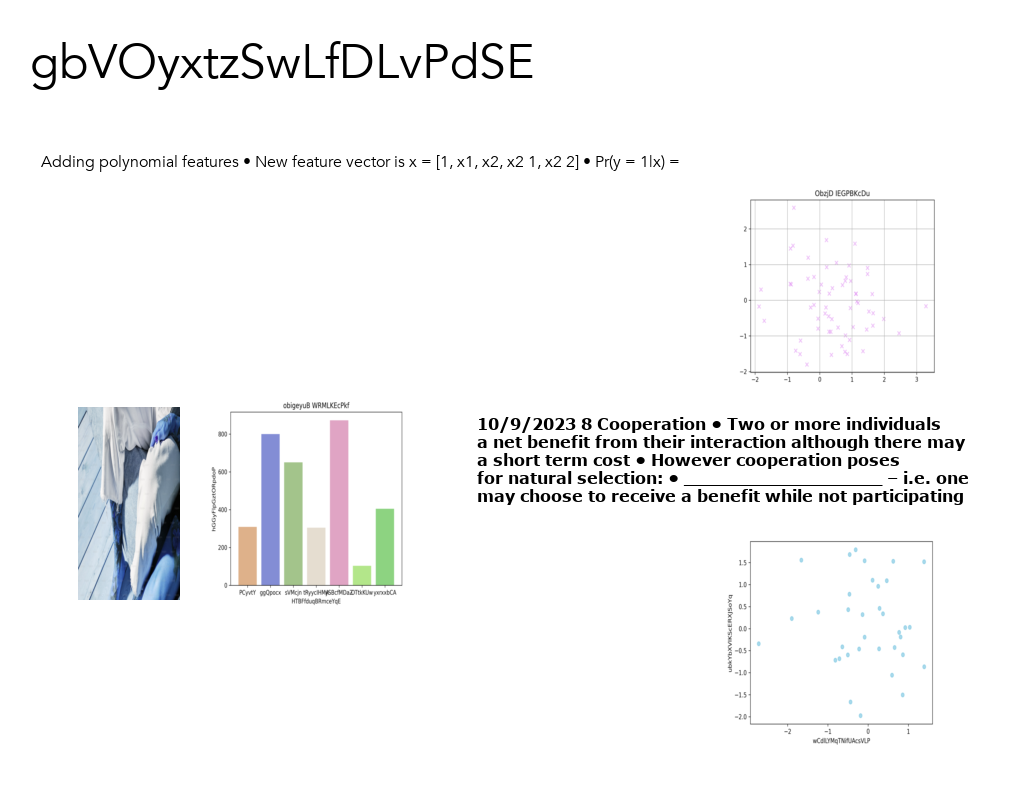 gbVOyxtzSwLfDLvPdSE
Adding polynomial features • New feature vector is x = [1, x1, x2, x2 1, x2 2] • Pr(y = 1|x) =
ObzjD IEGPBKcDu
2
1
0
−1
−2
−2 −1 0 1 2 3
obigeyuB WRMLKEcPkf
800
600
400
200
0
PCyvtY ggQpocx sVMcjn
10/9/2023 8 Cooperation • Two or more individuals
a net benefit from their interaction although there may
a short term cost • However cooperation poses
for natural selection: • ______________________ – i.e. one
may choose to receive a benefit while not participating
1.5
1.0
0.5
0.0
−0.5
−1.0
−1.5
−2.0
−2 −1 0 1